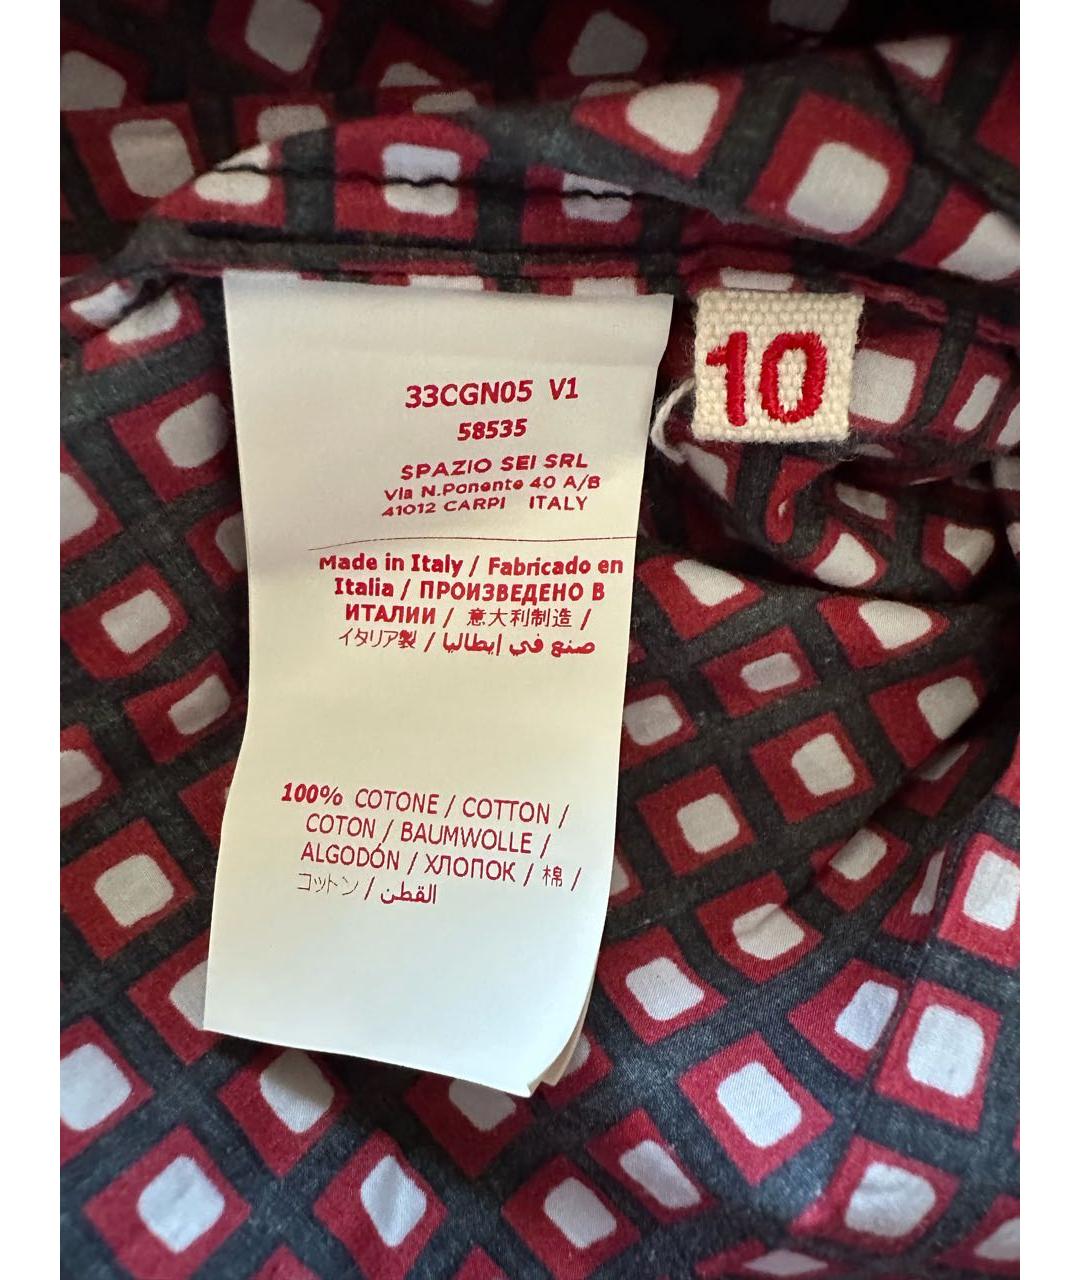 33CGN05 V1
58535
SPAZIO SEI SRL
Via N.Ponente 40 A/B
41012 CARPI ITALY
10
Made in Italy / Fabricado en
Italia / ПРОИЗВЕДЕНО В
ИТАЛИИ / 意大利制造 /
イタリア製 / صنع في إيطاليا
100% COTONE / COTTON /
COTON / BAUMWOLLE /
ALGODÓN / ХЛОПОК / 棉 /
コットン / القطن